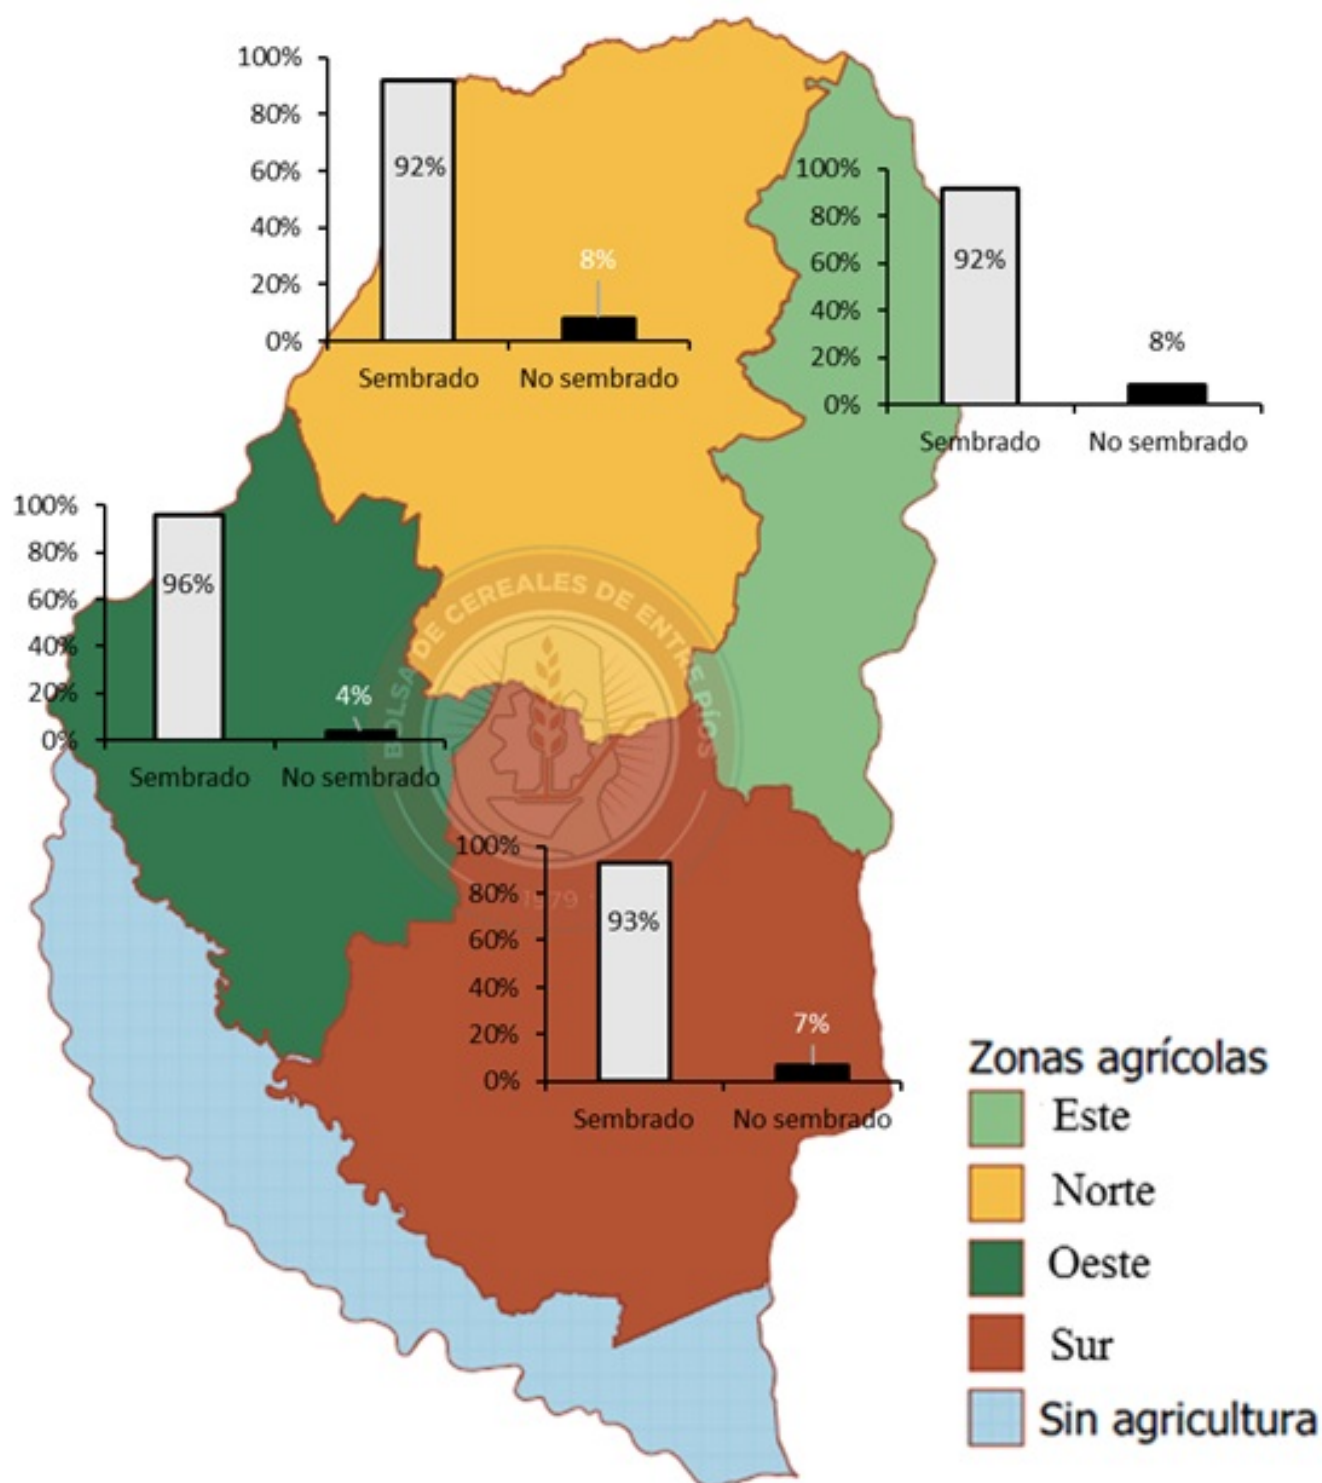 100%
80%
60%
40%
20%
0%
92%
8%
Sembrado
No sembrado
100%
80%
60%
40%
20%
0%
92%
8%
Sembrado
No sembrado
100%
80%
60%
40%
20%
0%
96%
4%
Sembrado
No sembrado
BOLSA DE CEREALES DE ENTRE RÍOS
1979
100%
80%
60%
40%
20%
0%
93%
7%
Sembrado
No sembrado
Zonas agrícolas
Este
Norte
Oeste
Sur
Sin agricultura